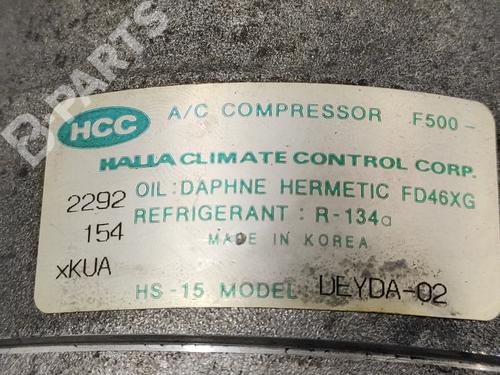 B-PARTS
HCC A/C COMPRESSOR F500-
HALLA CLIMATE CONTROL CORP.
2292 OIL: DAPHNE HERMETIC FD46XG
154 REFRIGERANT: R-134a
MADE IN KOREA
xKUA
HS-15 MODEL: UEYDA-02